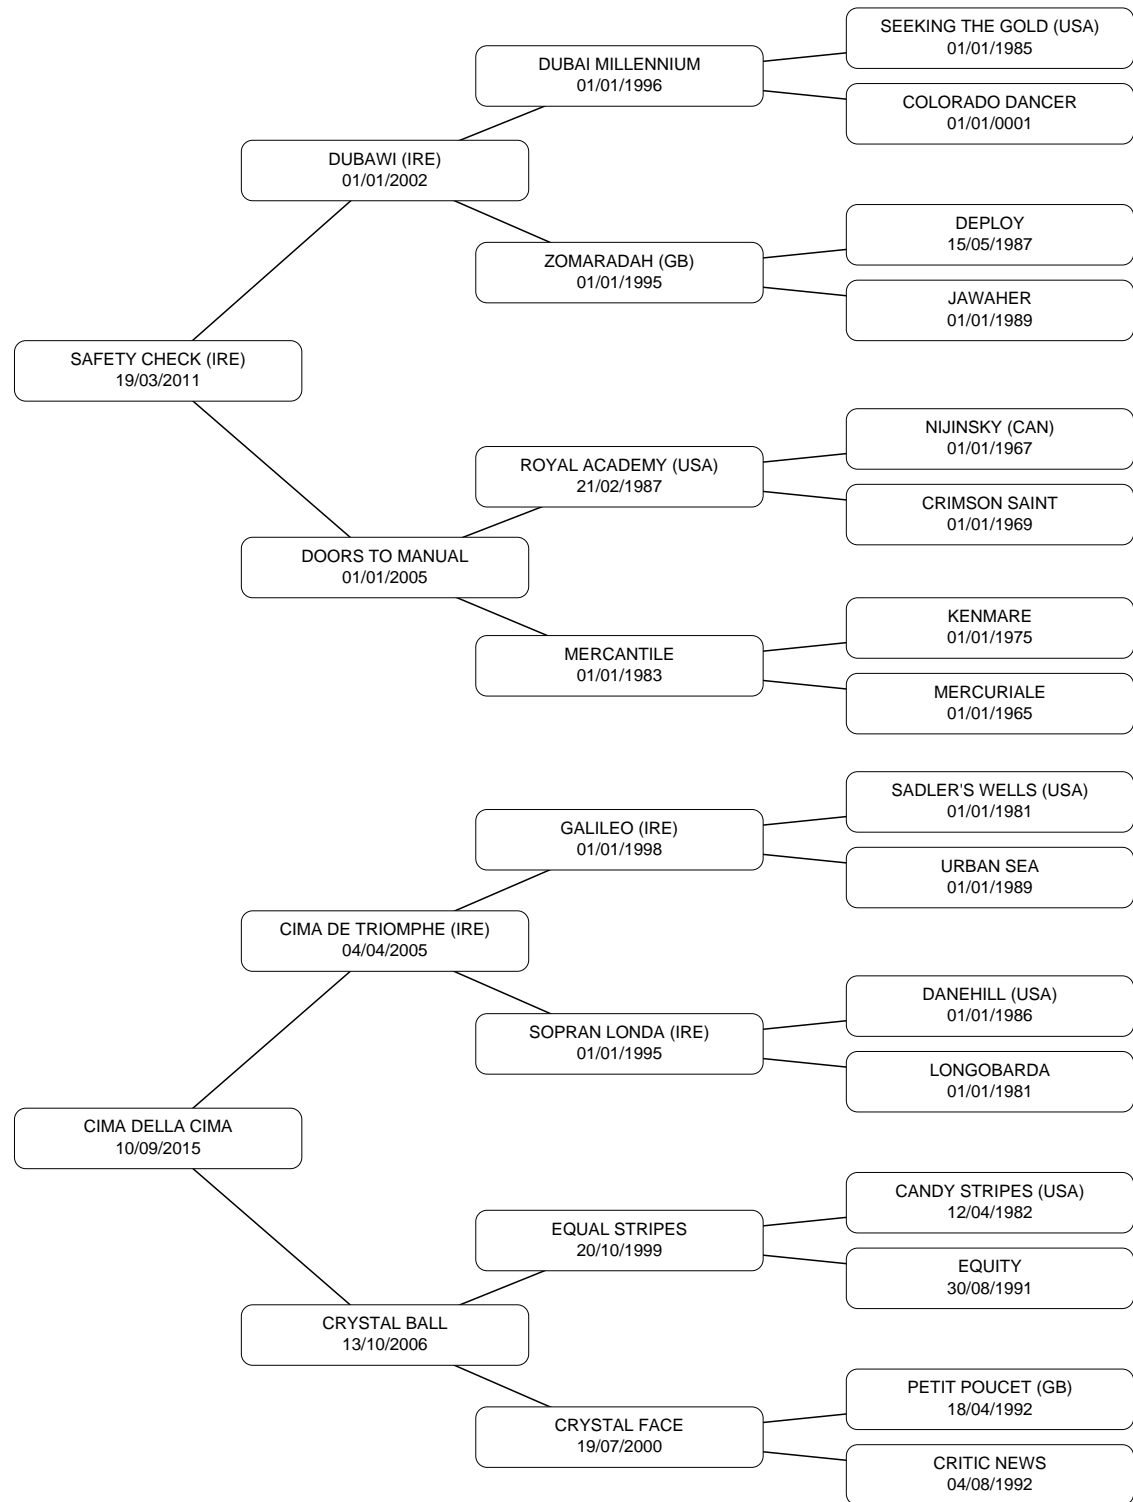 SEEKING THE GOLD (USA)
01/01/1985
DUBAI MILLENNIUM
01/01/1996
COLORADO DANCER
01/01/0001
DUBAWI (IRE)
01/01/2002
DEPLOY
15/05/1987
ZOMARADAH (GB)
01/01/1995
JAWAHER
01/01/1989
SAFETY CHECK (IRE)
19/03/2011
NIJINSKY (CAN)
01/01/1967
ROYAL ACADEMY (USA)
21/02/1987
CRIMSON SAINT
01/01/1969
DOORS TO MANUAL
01/01/2005
KENMARE
01/01/1975
MERCANTILE
01/01/1983
MERCURIALE
01/01/1965
SADLER'S WELLS (USA)
01/01/1981
GALILEO (IRE)
01/01/1998
URBAN SEA
01/01/1989
CIMA DE TRIOMPHE (IRE)
04/04/2005
DANEHILL (USA)
01/01/1986
SOPRAN LONDA (IRE)
01/01/1995
LONGOBARDA
01/01/1981
CIMA DELLA CIMA
10/09/2015
CANDY STRIPES (USA)
12/04/1982
EQUAL STRIPES
20/10/1999
EQUITY
30/08/1991
CRYSTAL BALL
13/10/2006
PETIT POUCET (GB)
18/04/1992
CRYSTAL FACE
19/07/2000
CRITIC NEWS
04/08/1992